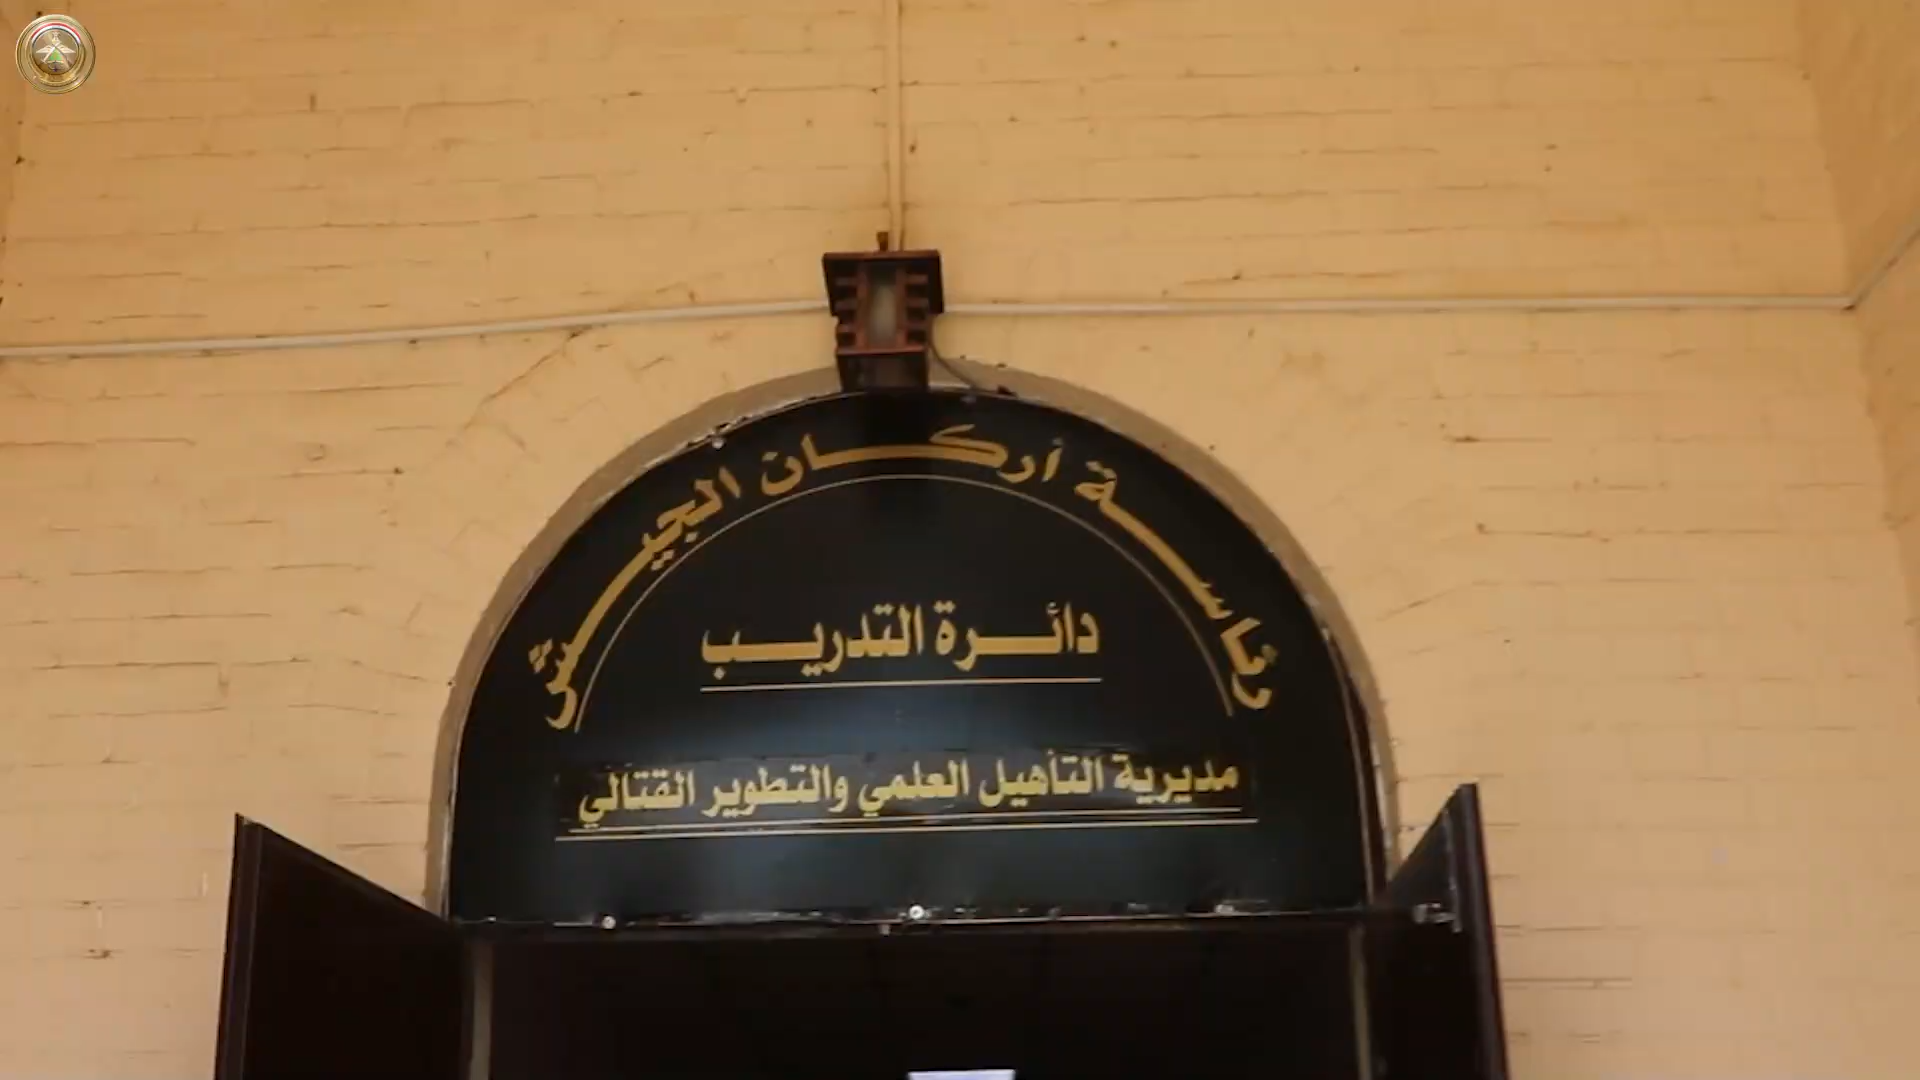 رئاسة أركان الجيش
دائرة التدريب
مديرية التأهيل العلمي والتطوير القتالي